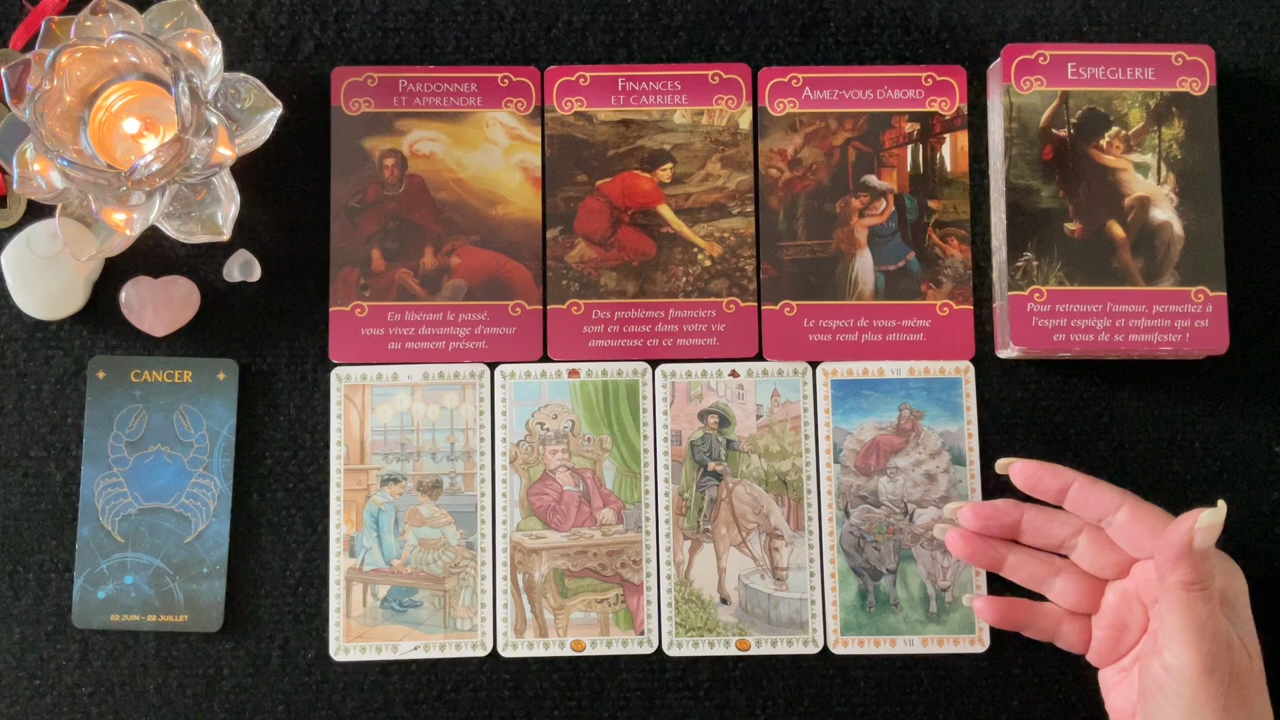 PARDONNER
ET APPRENDRE
En libérant le passé,
vous vivez davantage d'amour
au moment présent.
FINANCES
ET CARRIÈRE
Des problèmes financiers
sont en cause dans votre vie
amoureuse en ce moment.
AIMEZ-VOUS D'ABORD
Le respect de vous-même
vous rend plus attirant.
ESPIÈGLERIE
Pour retrouver l'amour, permettez à
l'esprit espiègle et enfantin qui est
en vous de se manifester !
CANCER
22 JUIN - 22 JUILLET
6
VII
VII